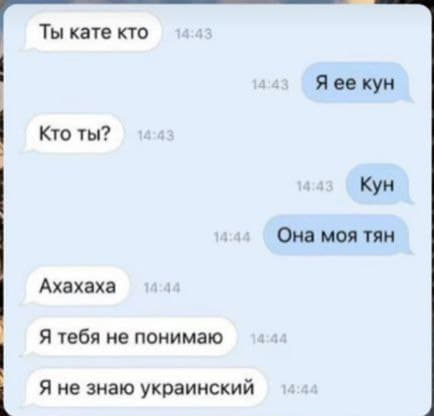 Ты кате кто 14:43
14:43 Я ее кун
Кто ты? 14:43
14:43 Кун
14:44 Она моя тян
Ахахаха 14:44
Я тебя не понимаю 14:44
Я не знаю украинский 14:44